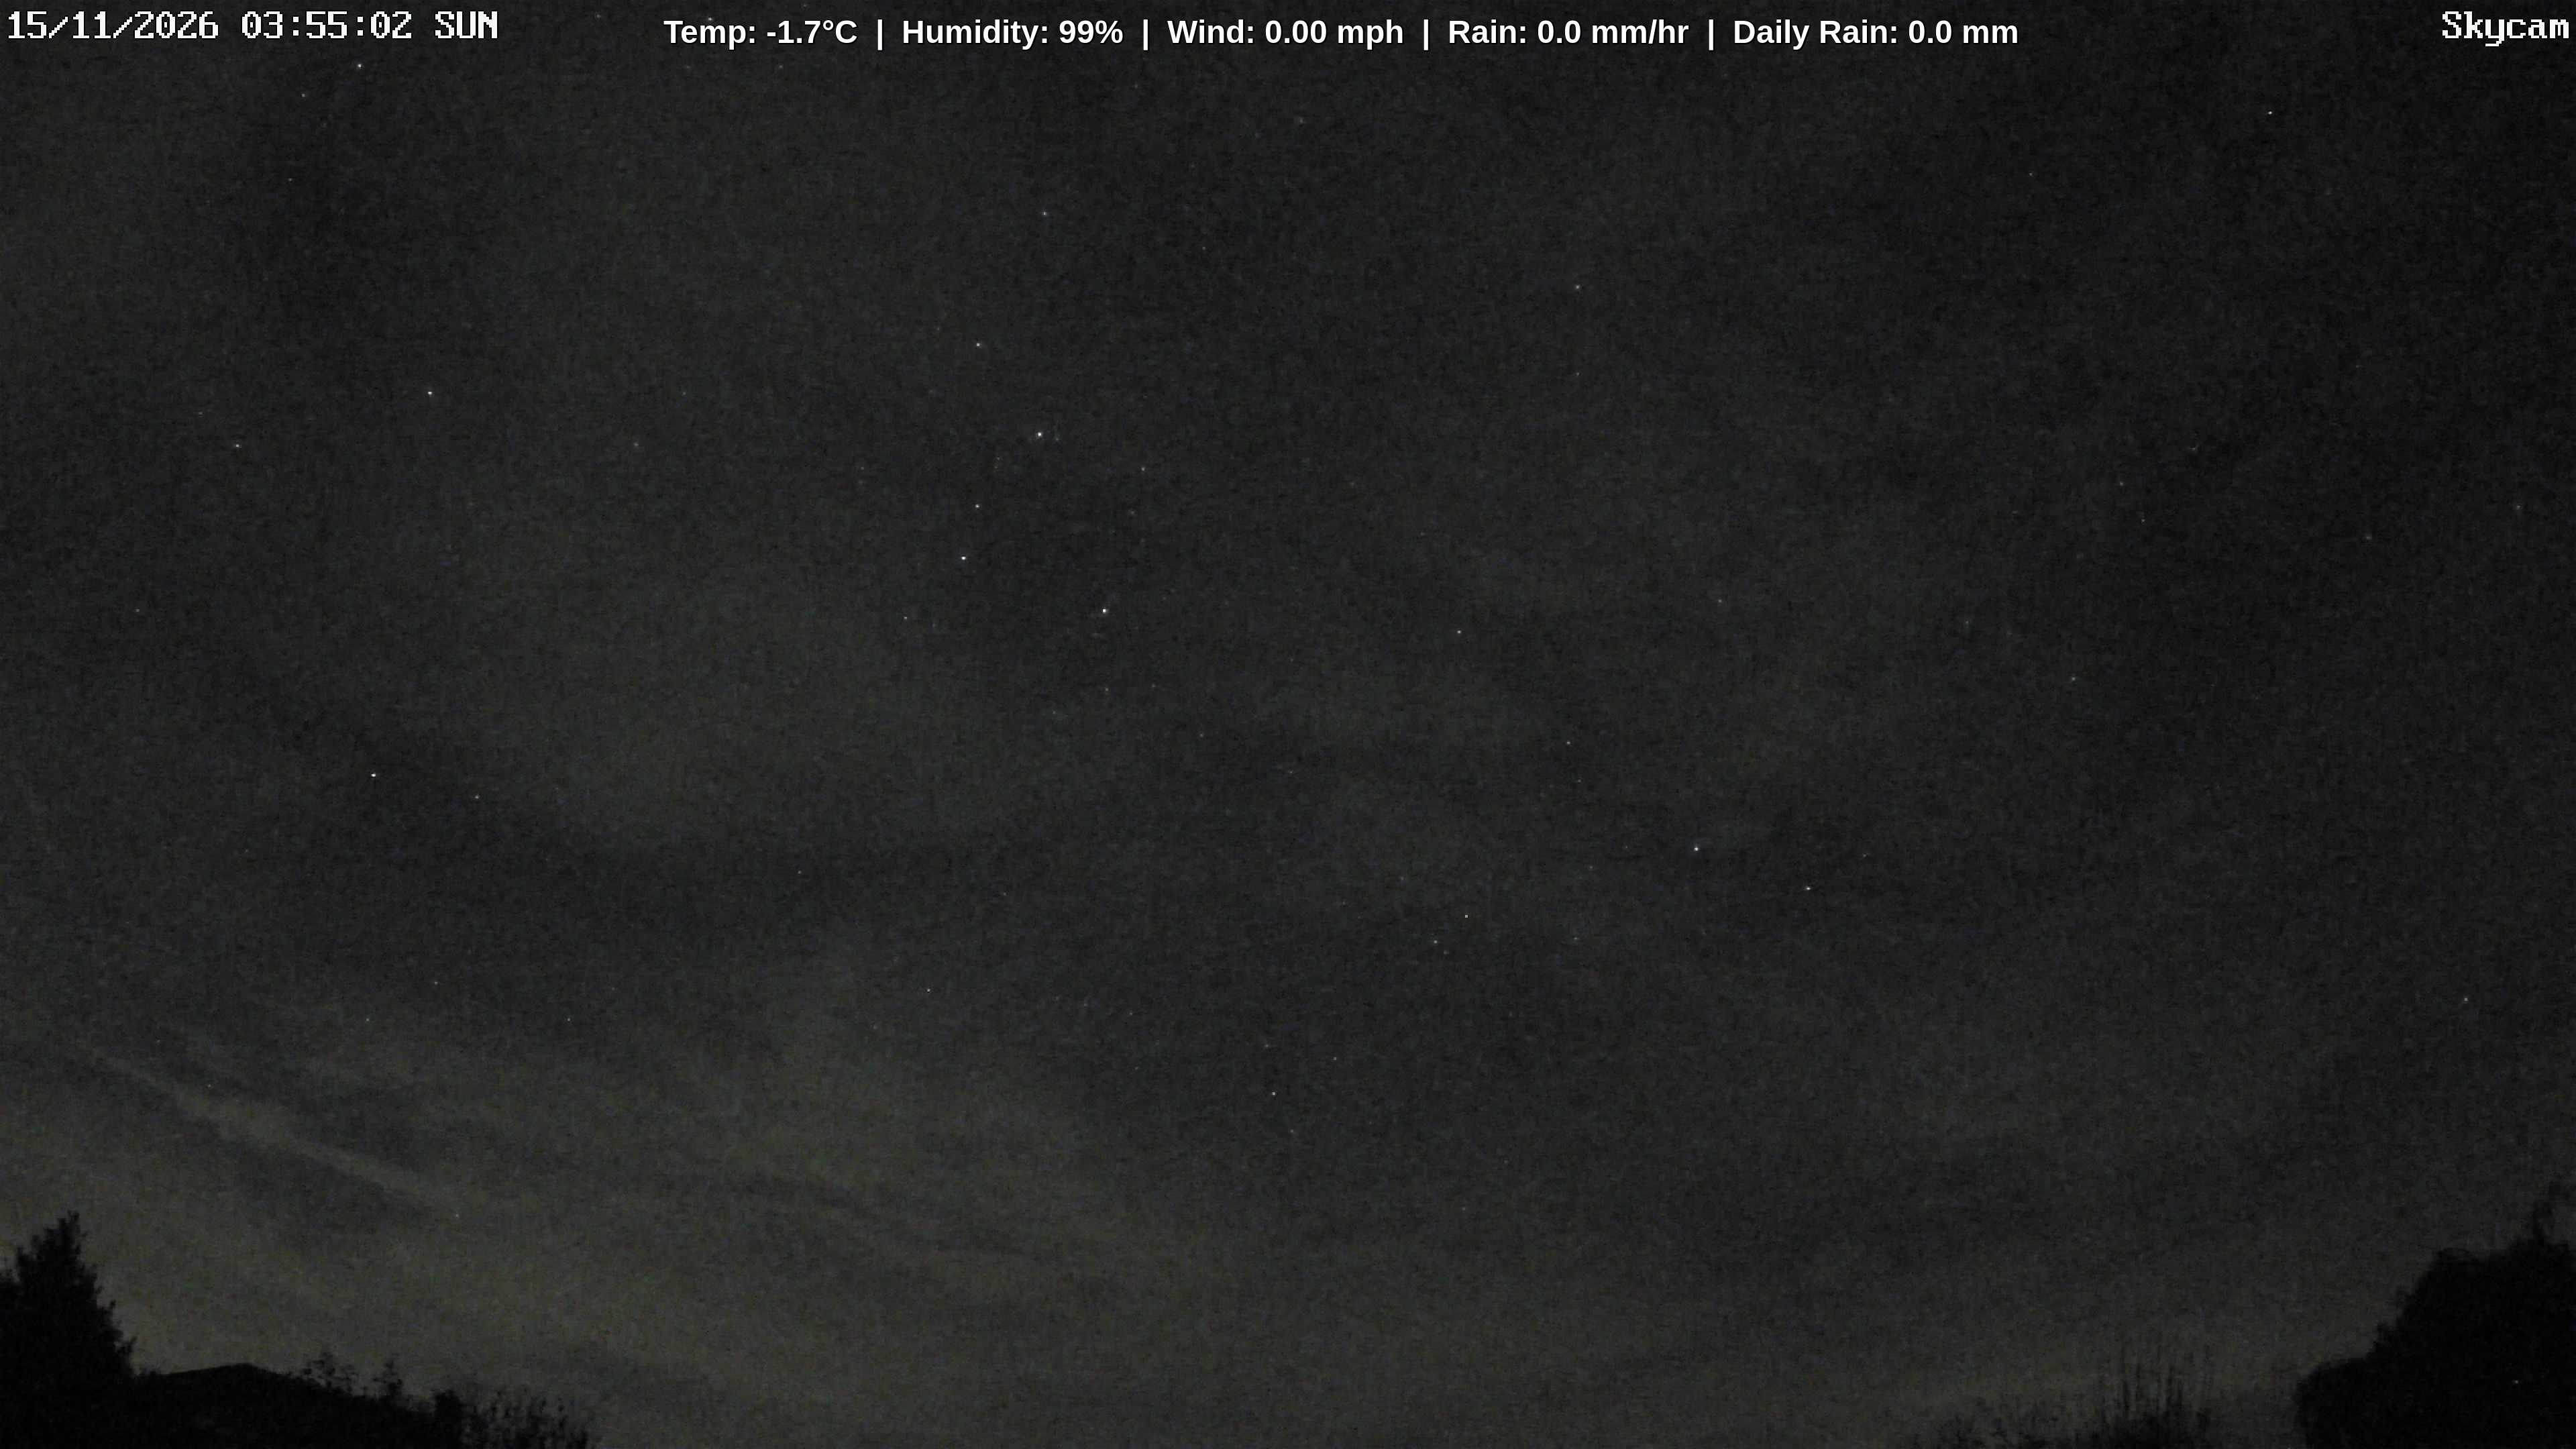 15/11/2026 03:55:02 SUN
Temp: -1.7°C | Humidity: 99% | Wind: 0.00 mph | Rain: 0.0 mm/hr | Daily Rain: 0.0 mm
Skycam